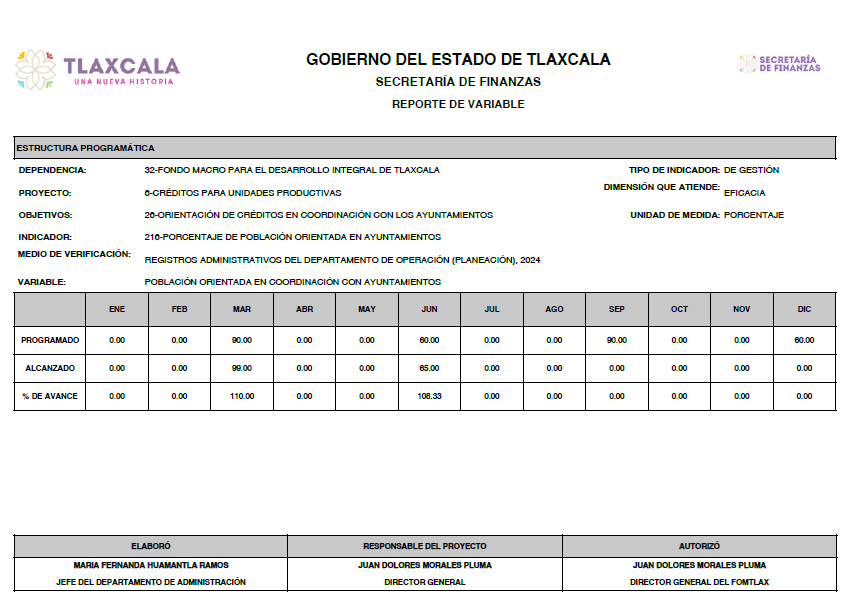 TLAXCALA
UNA NUEVA HISTORIA
GOBIERNO DEL ESTADO DE TLAXCALA
SECRETARÍA DE FINANZAS
REPORTE DE VARIABLE
SECRETARÍA
DE FINANZAS
ESTRUCTURA PROGRAMÁTICA
DEPENDENCIA: 32-FONDO MACRO PARA EL DESARROLLO INTEGRAL DE TLAXCALA TIPO DE INDICADOR: DE GESTIÓN
PROYECTO: 6-CRÉDITOS PARA UNIDADES PRODUCTIVAS DIMENSIÓN QUE ATIENDE: EFICACIA
OBJETIVOS: 26-ORIENTACIÓN DE CRÉDITOS EN COORDINACIÓN CON LOS AYUNTAMIENTOS UNIDAD DE MEDIDA: PORCENTAJE
INDICADOR: 216-PORCENTAJE DE POBLACIÓN ORIENTADA EN AYUNTAMIENTOS
MEDIO DE VERIFICACIÓN: REGISTROS ADMINISTRATIVOS DEL DEPARTAMENTO DE OPERACIÓN (PLANEACIÓN), 2024
VARIABLE: POBLACIÓN ORIENTADA EN COORDINACIÓN CON AYUNTAMIENTOS
ENE FEB MAR ABR MAY JUN JUL AGO SEP OCT NOV DIC
PROGRAMADO 0.00 0.00 90.00 0.00 0.00 60.00 0.00 0.00 90.00 0.00 0.00 60.00
ALCANZADO 0.00 0.00 99.00 0.00 0.00 65.00 0.00 0.00 0.00 0.00 0.00 0.00
% DE AVANCE 0.00 0.00 110.00 0.00 0.00 108.33 0.00 0.00 0.00 0.00 0.00 0.00
ELABORÓ RESPONSABLE DEL PROYECTO AUTORIZÓ
MARIA FERNANDA HUAMANTLA RAMOS JUAN DOLORES MORALES PLUMA JUAN DOLORES MORALES PLUMA
JEFE DEL DEPARTAMENTO DE ADMINISTRACIÓN DIRECTOR GENERAL DIRECTOR GENERAL DEL FOMTLAX